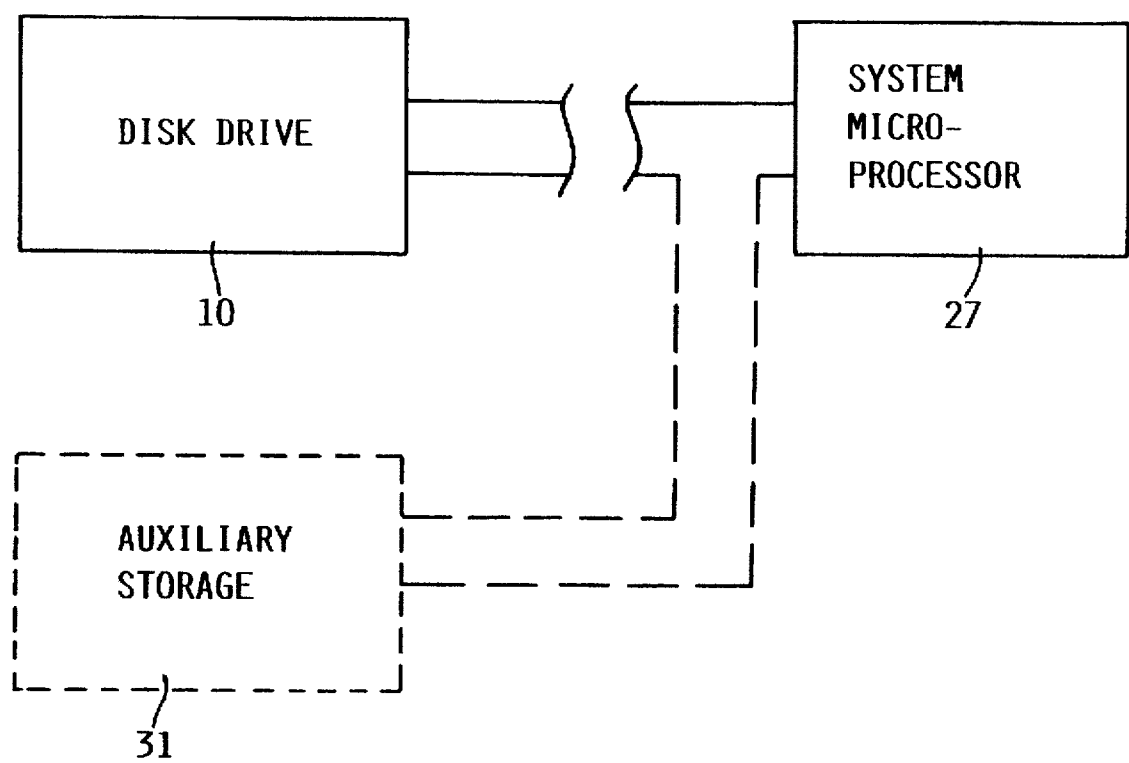 DISK DRIVE
SYSTEM
MICRO-
PROCESSOR
10
27
AUXILIARY
STORAGE
31